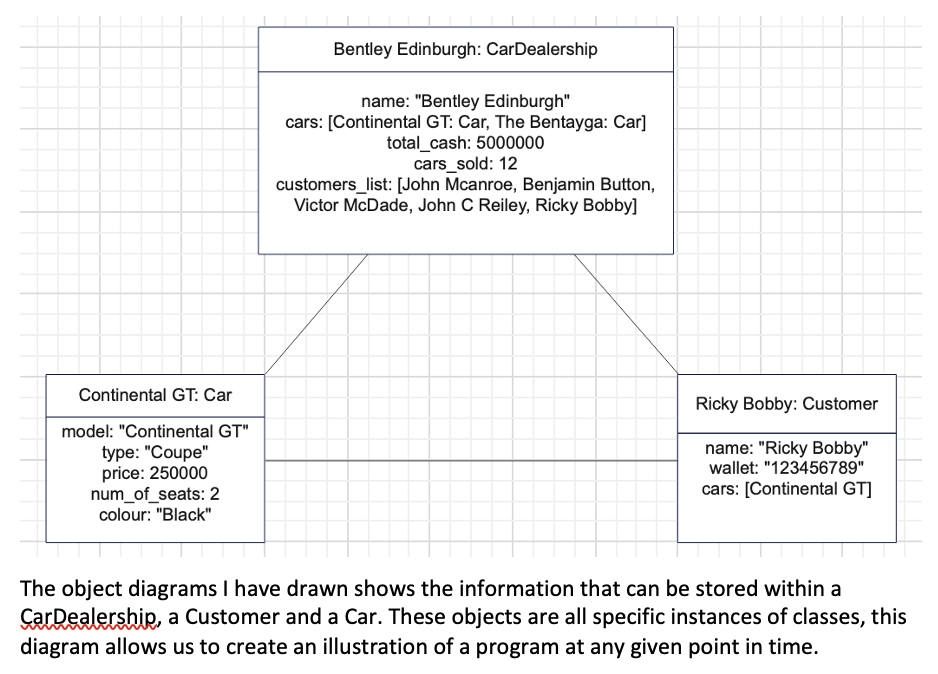 Bentley Edinburgh: CarDealership
name: "Bentley Edinburgh"
cars: [Continental GT: Car, The Bentayga: Car]
total_cash: 5000000
cars_sold: 12
customers_list: [John Mcanroe, Benjamin Button,
Victor McDade, John C Reiley, Ricky Bobby]
Continental GT: Car
model: "Continental GT"
type: "Coupe"
price: 250000
num_of_seats: 2
colour: "Black"
Ricky Bobby: Customer
name: "Ricky Bobby"
wallet: "123456789"
cars: [Continental GT]
The object diagrams I have drawn shows the information that can be stored within a
CarDealership, a Customer and a Car. These objects are all specific instances of classes, this
diagram allows us to create an illustration of a program at any given point in time.